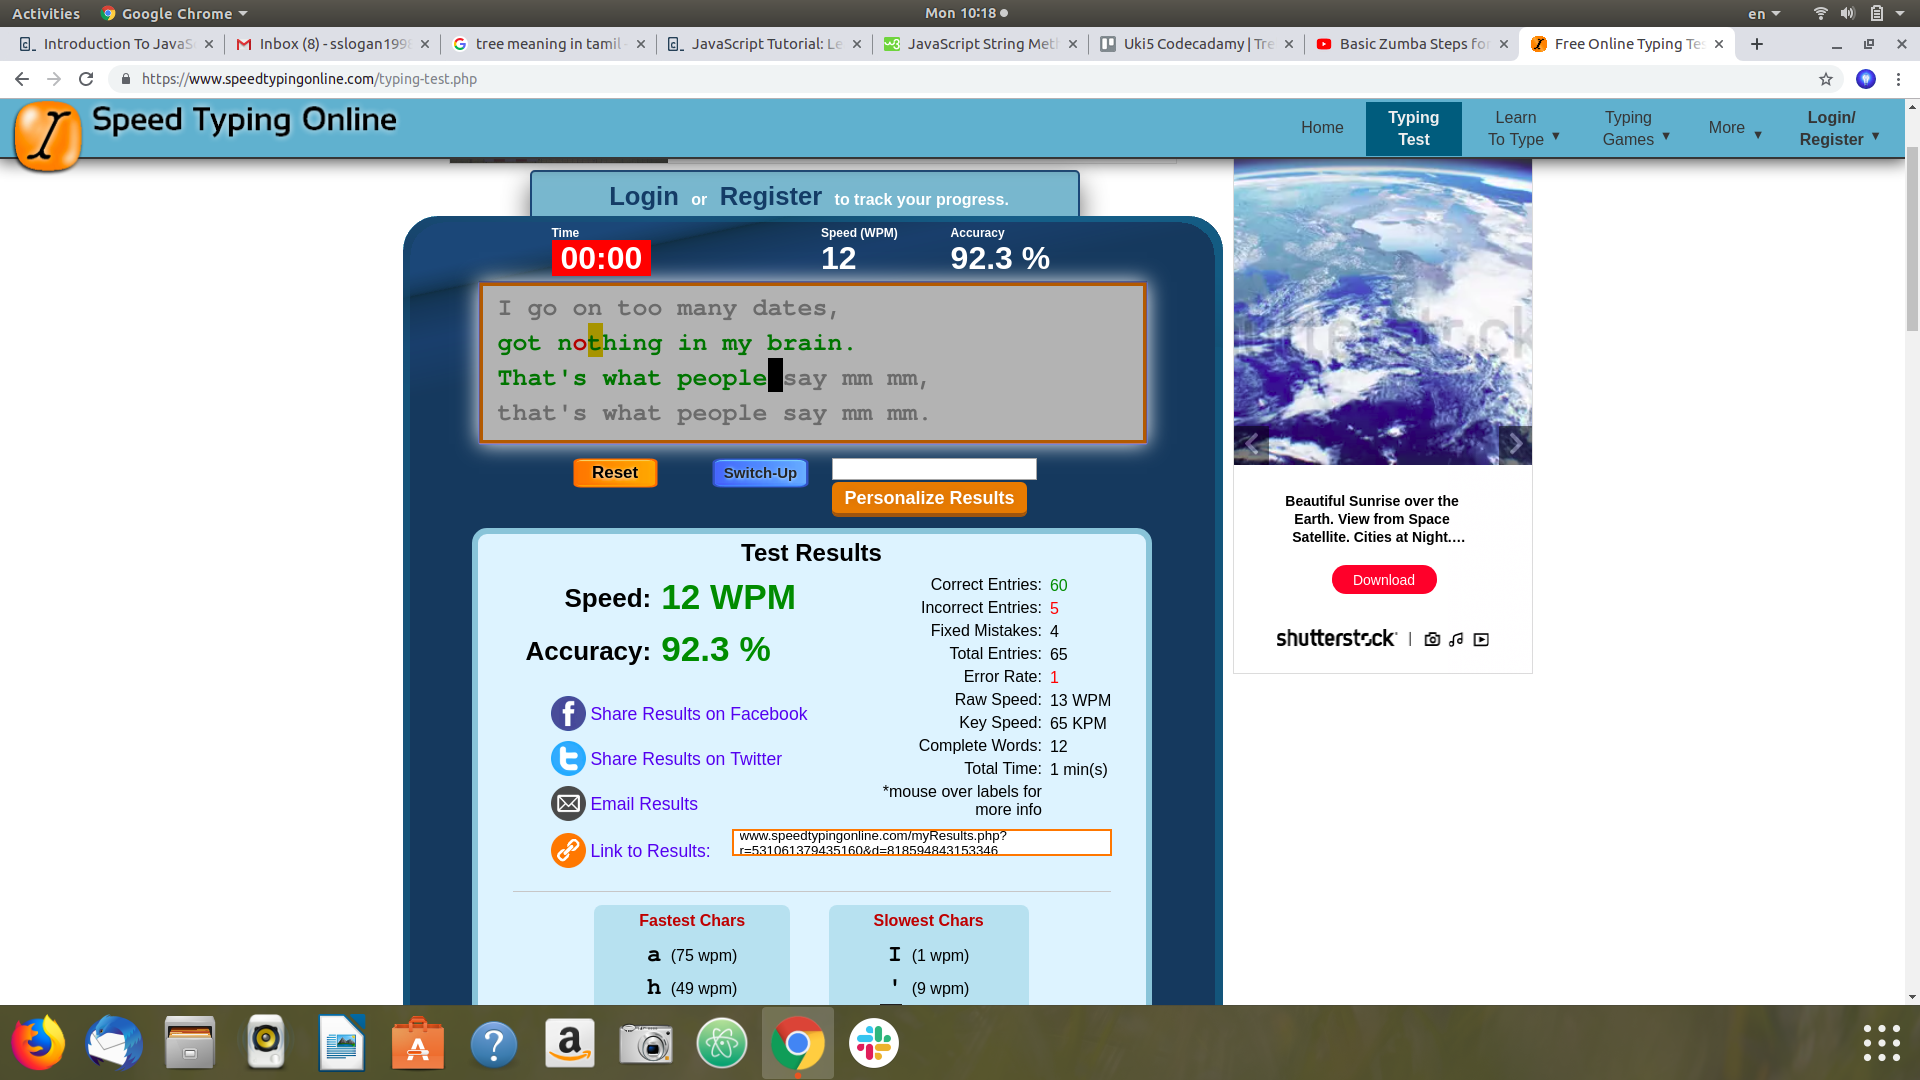 Activities Google Chrome Mon 10:18 en
Introduction To JavaS Inbox (8) - sslogan199 tree meaning in tamil - JavaScript Tutorial: Le JavaScript String Met Uki5 Codecadamy | Tre Basic Zumba Steps for Free Online Typing Te
https://www.speedtypingonline.com/typing-test.php
Speed Typing Online
Home Typing Test Learn To Type Typing Games More Login/ Register
Login or Register to track your progress.
Time Speed (WPM) Accuracy
00:00 12 92.3 %
I go on too many dates,
got nothing in my brain.
That's what people say mm mm,
that's what people say mm mm.
Reset Switch-Up
Personalize Results
Test Results
Speed: 12 WPM
Accuracy: 92.3 %
Correct Entries: 60
Incorrect Entries: 5
Fixed Mistakes: 4
Total Entries: 65
Error Rate: 1
Raw Speed: 13 WPM
Key Speed: 65 KPM
Complete Words: 12
Total Time: 1 min(s)
*mouse over labels for
more info
Share Results on Facebook
Share Results on Twitter
Email Results
Link to Results:
www.speedtypingonline.com/myResults.php?
r=531061379435160&d=818594843153346
Fastest Chars
a (75 wpm)
h (49 wpm)
Slowest Chars
I (1 wpm)
' (9 wpm)
Beautiful Sunrise over the
Earth. View from Space
Satellite. Cities at Night....
Download
shutterstock